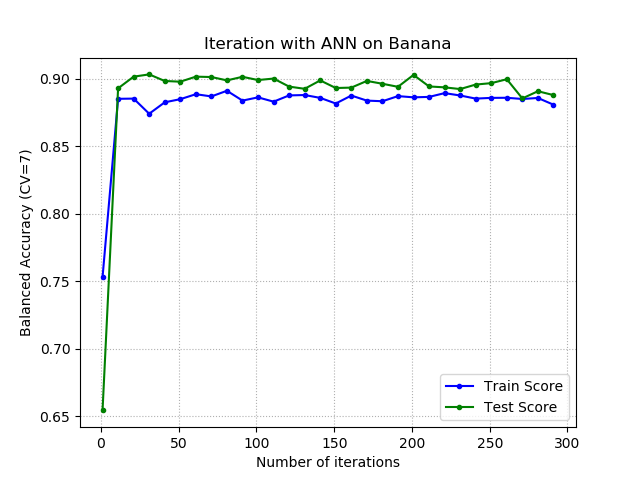 Iteration with ANN on Banana
Balanced Accuracy (CV=7)
0.90
0.85
0.80
0.75
0.70
0.65
0 50 100 150 200 250 300
Number of iterations
Train Score
Test Score